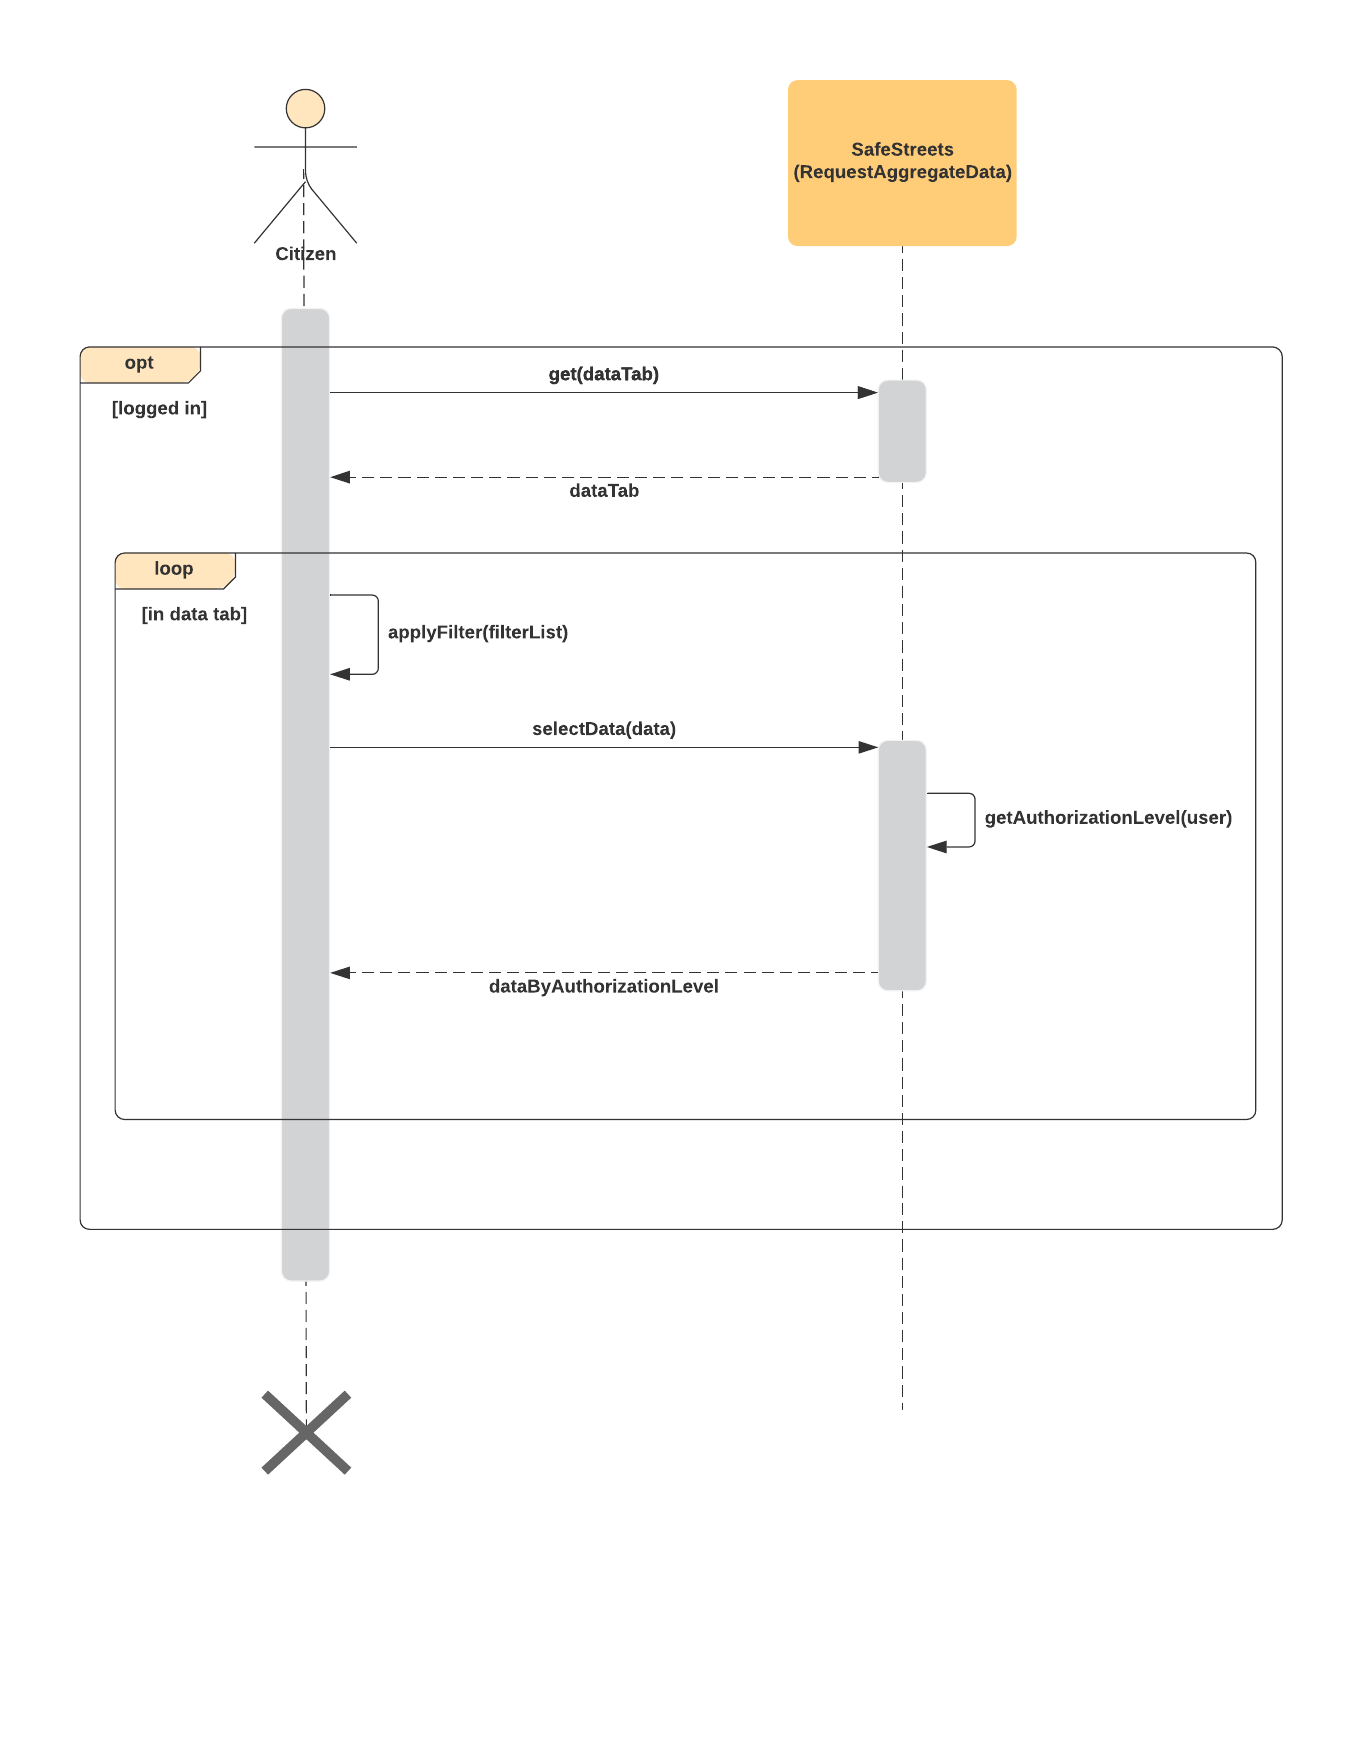 SafeStreets
(RequestAggregateData)
Citizen
opt
get(dataTab)
[logged in]
dataTab
loop
[in data tab]
applyFilter(filterList)
selectData(data)
getAuthorizationLevel(user)
dataByAuthorizationLevel